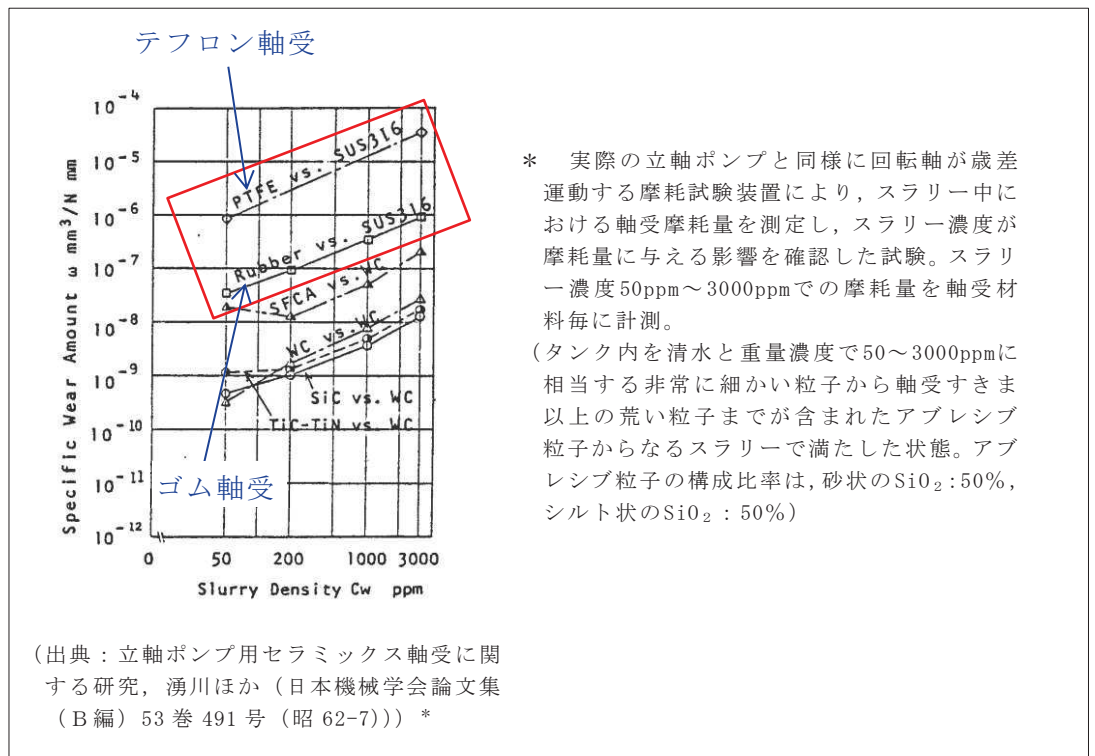 テフロン軸受
10⁻⁴
10⁻⁵
10⁻⁶
10⁻⁷
10⁻⁸
10⁻⁹
10⁻¹⁰
10⁻¹¹
10⁻¹²
Specific Wear Amount ω mm³/N mm
PTFE vs. SUS316
Rubber vs. SUS316
SFCA vs.WC
WC vs.WC
SiC vs. WC
TiC-TiN vs. WC
ゴム軸受
0 50 200 1000 3000
Slurry Density Cw ppm
(出典:立軸ポンプ用セラミックス軸受に関
する研究,湧川ほか(日本機械学会論文集
(B編)53 巻 491 号(昭 62-7)))*
* 実際の立軸ポンプと同様に回転軸が歳差
運動する摩耗試験装置により,スラリー中に
おける軸受摩耗量を測定し,スラリー濃度が
摩耗量に与える影響を確認した試験。スラリ
ー濃度50ppm~3000ppmでの摩耗量を軸受材
料毎に計測。
(タンク内を清水と重量濃度で50~3000ppmに
相当する非常に細かい粒子から軸受すきま
以上の荒い粒子までが含まれたアブレシブ
粒子からなるスラリーで満たした状態。アブ
レシブ粒子の構成比率は,砂状のSiO₂:50%,
シルト状のSiO₂:50%)